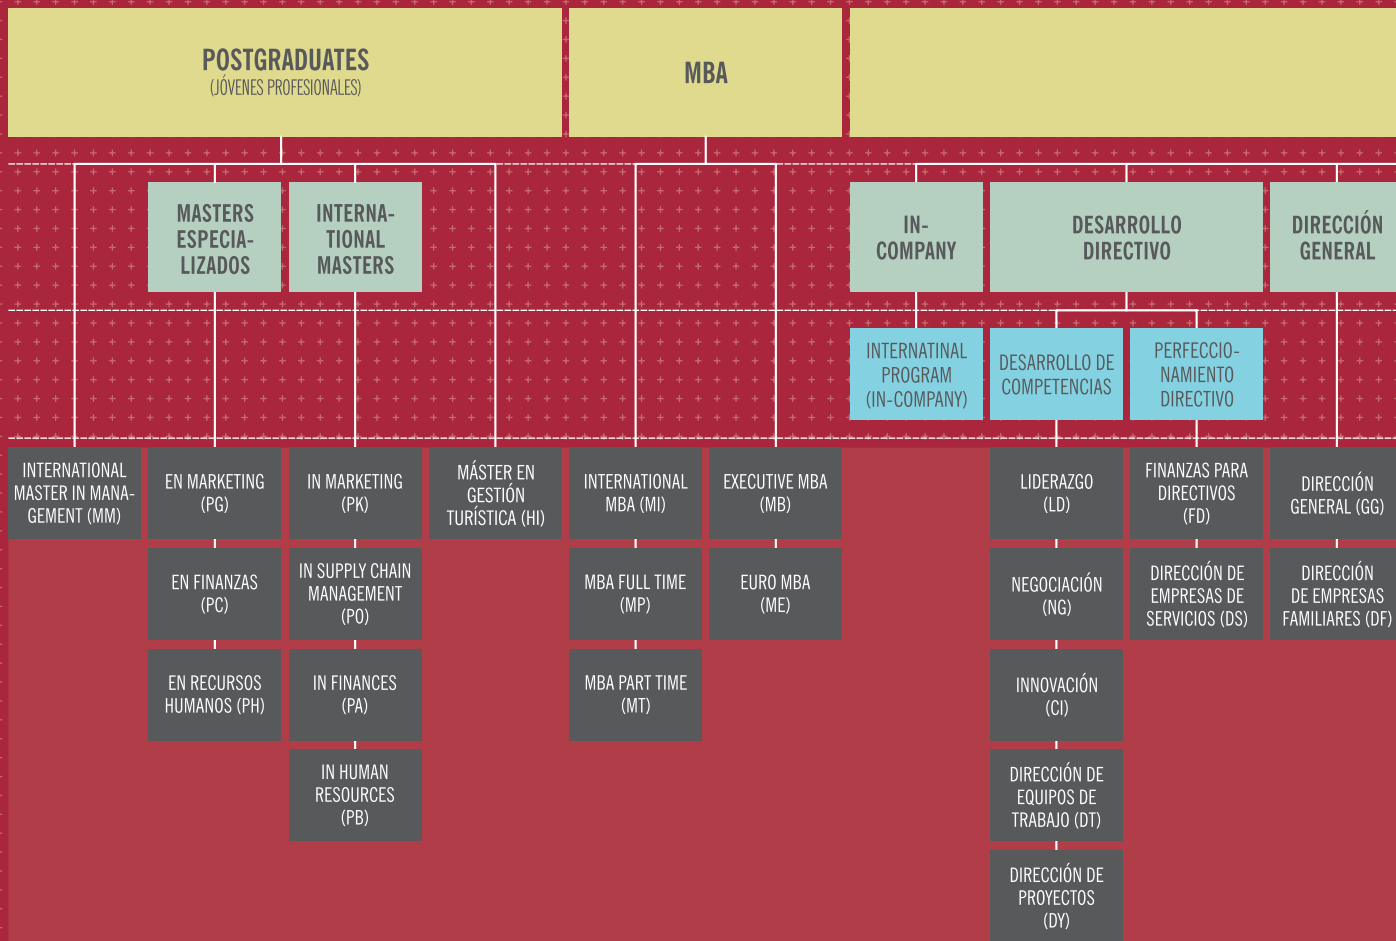 POSTGRADUATES
(JÓVENES PROFESIONALES)
MBA
MASTERS
ESPECIA-
LIZADOS
INTERNA-
TIONAL
MASTERS
IN-
COMPANY
DESARROLLO
DIRECTIVO
DIRECCIÓN
GENERAL
INTERNATINAL
PROGRAM
(IN-COMPANY)
DESARROLLO DE
COMPETENCIAS
PERFECCIO-
NAMIENTO
DIRECTIVO
INTERNATIONAL
MASTER IN MANA-
GEMENT (MM)
EN MARKETING
(PG)
IN MARKETING
(PK)
MÁSTER EN
GESTIÓN
TURÍSTICA (HI)
INTERNATIONAL
MBA (MI)
EXECUTIVE MBA
(MB)
LIDERAZGO
(LD)
FINANZAS PARA
DIRECTIVOS
(FD)
DIRECCIÓN
GENERAL (GG)
EN FINANZAS
(PC)
IN SUPPLY CHAIN
MANAGEMENT
(PO)
MBA FULL TIME
(MP)
EURO MBA
(ME)
NEGOCIACIÓN
(NG)
DIRECCIÓN DE
EMPRESAS DE
SERVICIOS (DS)
DIRECCIÓN
DE EMPRESAS
FAMILIARES (DF)
EN RECURSOS
HUMANOS (PH)
IN FINANCES
(PA)
MBA PART TIME
(MT)
INNOVACIÓN
(CI)
IN HUMAN
RESOURCES
(PB)
DIRECCIÓN DE
EQUIPOS DE
TRABAJO (DT)
DIRECCIÓN DE
PROYECTOS
(DY)